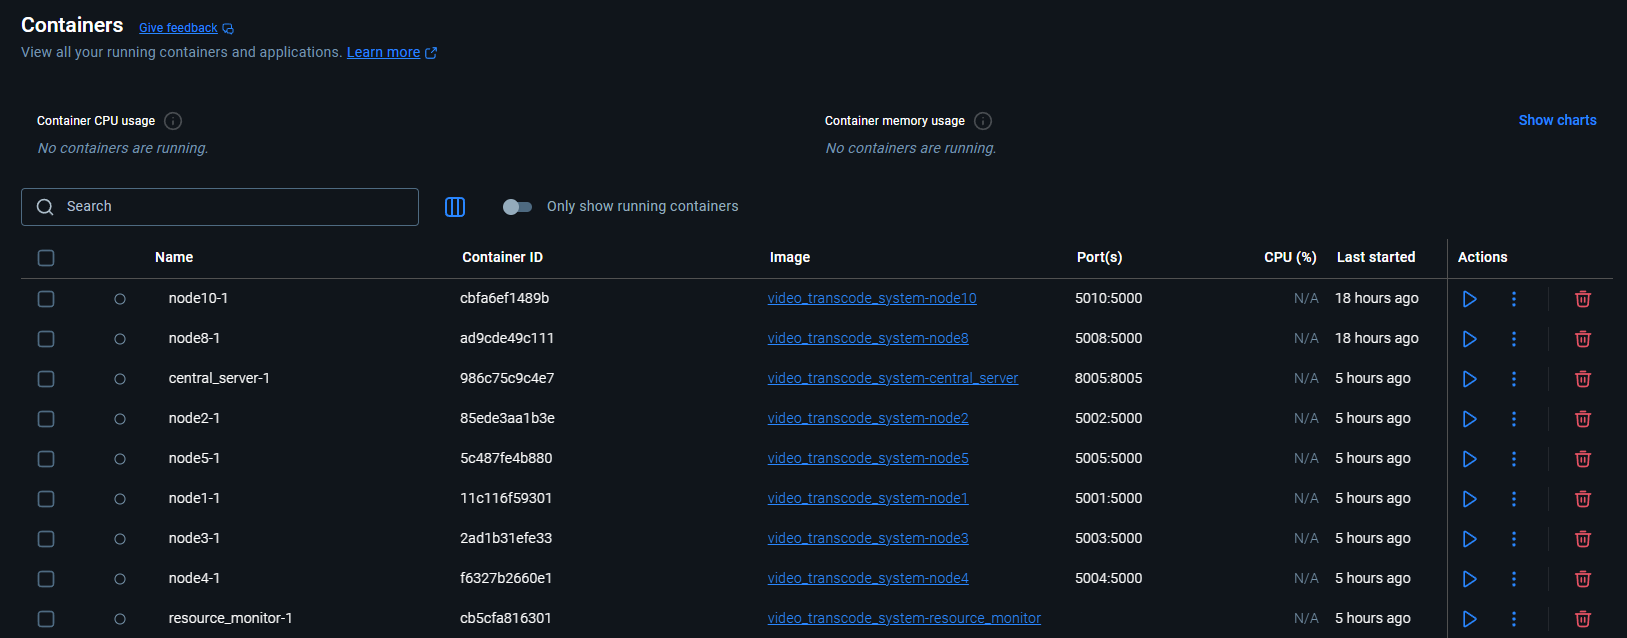 Containers Give feedback
View all your running containers and applications. Learn more
Container CPU usage Container memory usage Show charts
No containers are running. No containers are running.
Search Only show running containers
Name Container ID Image Port(s) CPU (%) Last started Actions
node10-1 cbfa6ef1489b video_transcode_system-node10 5010:5000 N/A 18 hours ago
node8-1 ad9cde49c111 video_transcode_system-node8 5008:5000 N/A 18 hours ago
central_server-1 986c75c9c4e7 video_transcode_system-central_server 8005:8005 N/A 5 hours ago
node2-1 85ede3aa1b3e video_transcode_system-node2 5002:5000 N/A 5 hours ago
node5-1 5c487fe4b880 video_transcode_system-node5 5005:5000 N/A 5 hours ago
node1-1 11c116f59301 video_transcode_system-node1 5001:5000 N/A 5 hours ago
node3-1 2ad1b31efe33 video_transcode_system-node3 5003:5000 N/A 5 hours ago
node4-1 f6327b2660e1 video_transcode_system-node4 5004:5000 N/A 5 hours ago
resource_monitor-1 cb5cfa816301 video_transcode_system-resource_monitor N/A 5 hours ago